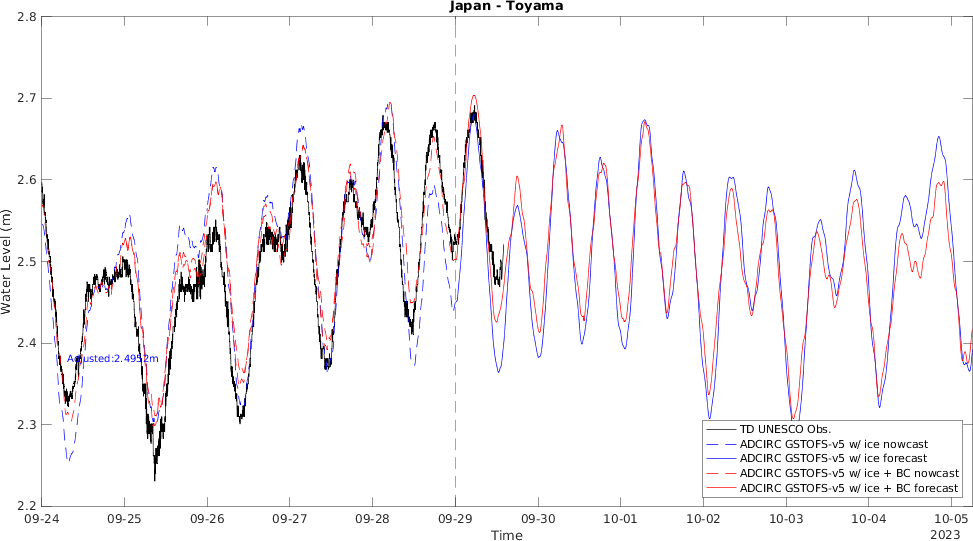 Japan - Toyama
2.8
2.7
2.6
2.5
2.4
2.3
2.2
Water Level (m)
Adjusted:2.4952m
TD UNESCO Obs.
ADCIRC GSTOFS-v5 w/ ice nowcast
ADCIRC GSTOFS-v5 w/ ice forecast
ADCIRC GSTOFS-v5 w/ ice + BC nowcast
ADCIRC GSTOFS-v5 w/ ice + BC forecast
09-24 09-25 09-26 09-27 09-28 09-29 09-30 10-01 10-02 10-03 10-04 10-05
Time
2023